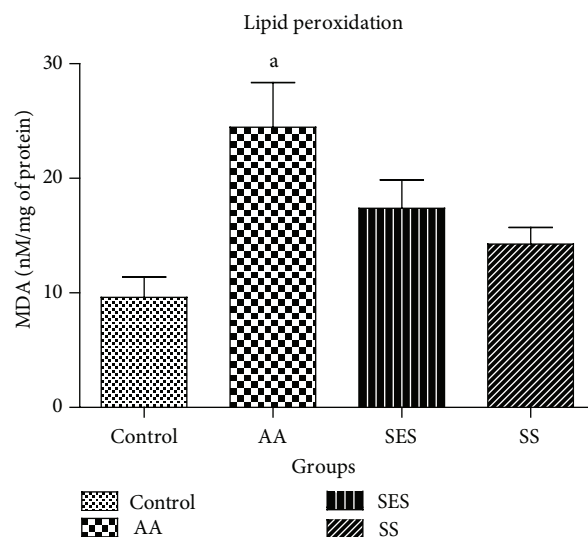 Lipid peroxidation
30
a
20
10
0
MDA (nM/mg of protein)
Control AA SES SS
Groups
Control SES
AA SS